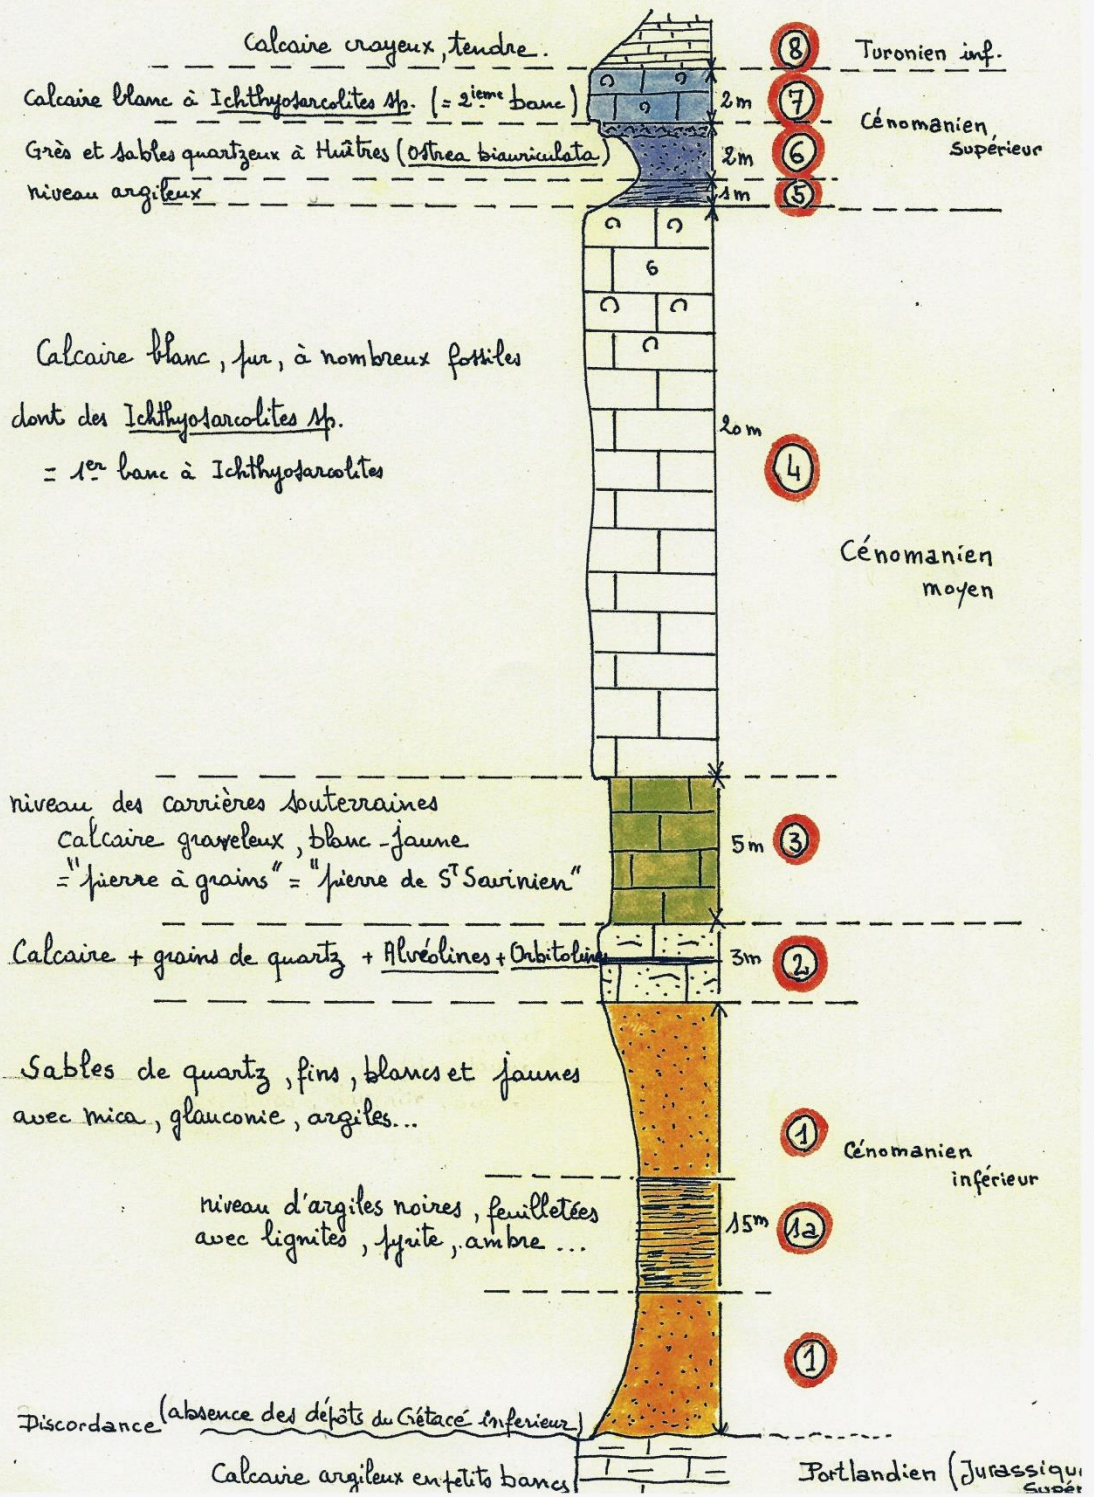 Calcaire crayeux, tendre. 8 Turonien inf.
Calcaire blanc à Ichthyosarcolites sp. (= 2ieme banc) 2m 7
Cénomanien Supérieur
Grès et sables quartzeux à Huîtres (Ostrea biauriculata) 2m 6
niveau argileux 1m 5
Calcaire blanc, pur, à nombreux fossiles
dont des Ichthyosarcolites sp.
= 1er banc à Ichthyosarcolites
20m 4
Cénomanien
moyen
niveau des carrières souterraines
calcaire graveleux, blanc-jaune
= "pierre à grains" = "pierre de St Savinien"
5m 3
Calcaire + grains de quartz + Alvéolines + Orbitolines 3m 2
Sables de quartz, fins, blancs et jaunes
avec mica, glauconie, argiles...
1
Cénomanien
inférieur
niveau d'argiles noires, feuilletées
avec lignites, pyrite, ambre ...
15m 1a
1
Discordance (absence des dépôts du Crétacé inferieur)
Calcaire argileux en petits bancs Portlandien (Jurassiqu
Supér